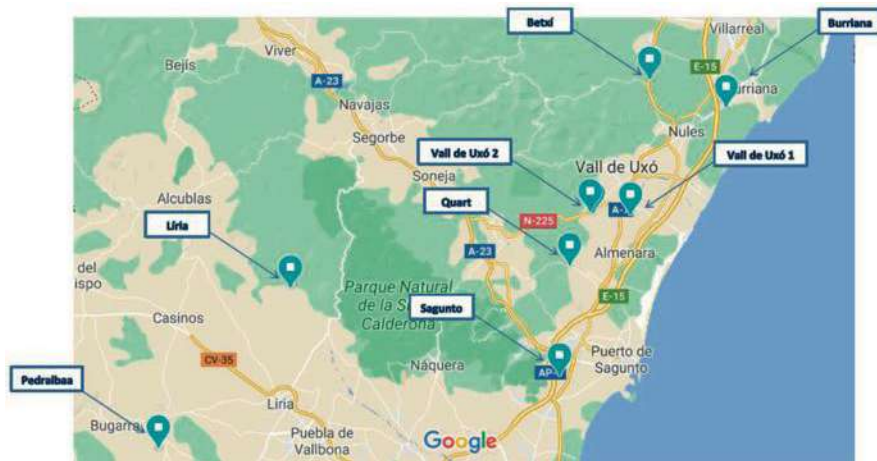 Betxí
Burriana
Villarreal
Viver
Bejís
A-23
E-15
Burriana
Navajas
Segorbe
Nules
Vall de Uxó 2
Vall de Uxó
Vall de Uxó 1
Soneja
Alcublas
Quart
N-225
Liria
A-23
Almenara
del
ispo
Parque Natural
de la
Calderona
E-15
Sagunto
Casinos
CV-35
Náquera
AP-
Puerto de
Sagunto
Pedralbaa
Liria
Bugarra
Puebla de
Vallbona
Google